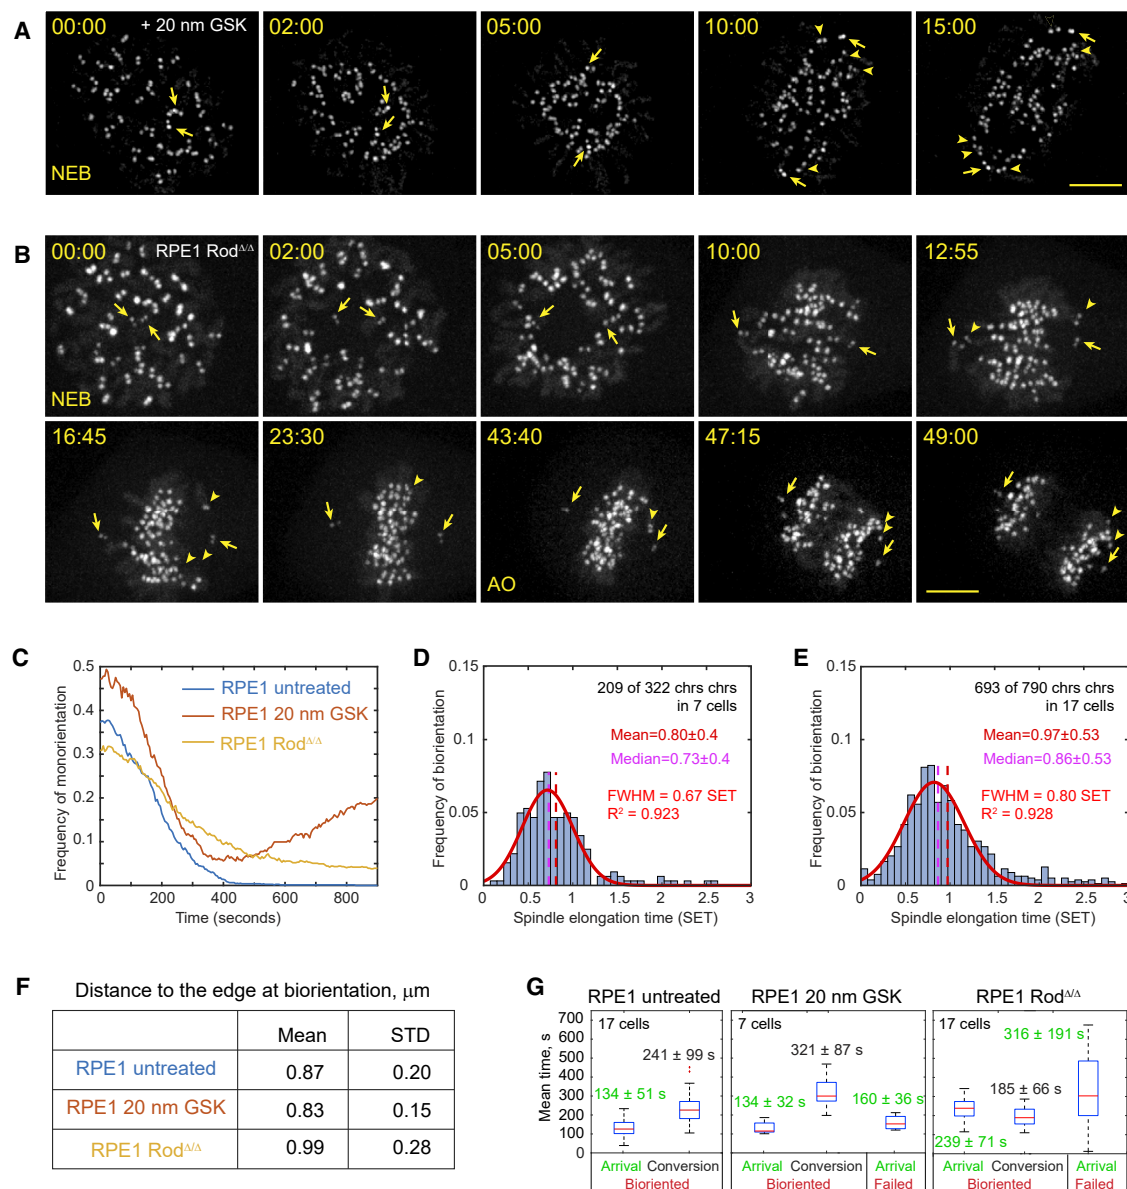 A
00:00
+ 20 nm GSK
NEB
02:00
05:00
10:00
15:00
B
00:00
RPE1 RodΔ/Δ
NEB
02:00
05:00
10:00
12:55
16:45
23:30
43:40
AO
47:15
49:00
C
Frequency of monorientation
0.5
0.4
0.3
0.2
0.1
0
RPE1 untreated
RPE1 20 nm GSK
RPE1 RodΔ/Δ
0 200 400 600 800
Time (seconds)
D
Frequency of biorientation
0.15
0.1
0.05
0
209 of 322 chrs chrs
in 7 cells
Mean=0.80±0.4
Median=0.73±0.4
FWHM = 0.67 SET
R² = 0.923
0 0.5 1 1.5 2 2.5 3
Spindle elongation time (SET)
E
Frequency of biorientation
0.15
0.1
0.05
0
693 of 790 chrs chrs
in 17 cells
Mean=0.97±0.53
Median=0.86±0.53
FWHM = 0.80 SET
R² = 0.928
0 0.5 1 1.5 2 2.5 3
Spindle elongation time (SET)
F
Distance to the edge at biorientation, μm
Mean STD
RPE1 untreated 0.87 0.20
RPE1 20 nm GSK 0.83 0.15
RPE1 RodΔ/Δ 0.99 0.28
G
RPE1 untreated
RPE1 20 nm GSK
RPE1 RodΔ/Δ
Mean time, s
700
600
500
400
300
200
100
0
17 cells
241 ± 99 s
134 ± 51 s
Arrival Conversion
Bioriented
7 cells
321 ± 87 s
134 ± 32 s
160 ± 36 s
Arrival Conversion Arrival
Bioriented Failed
17 cells
316 ± 191 s
185 ± 66 s
239 ± 71 s
Arrival Conversion Arrival
Bioriented Failed